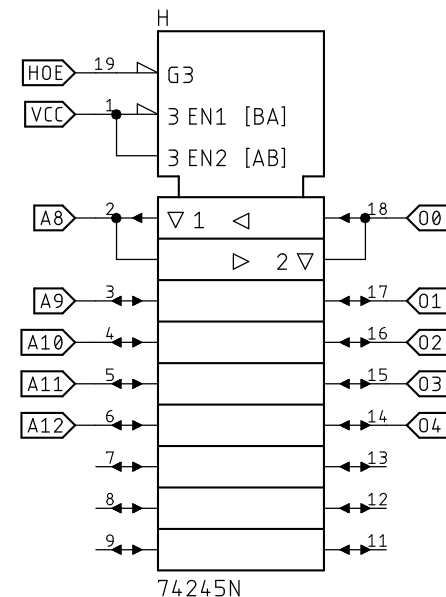 H
HOE 19 G3
VCC 1 3 EN1 [BA]
3 EN2 [AB]
A8 2 ▽ 1 ◁ 18 O0
▷ 2 ▽
A9 3 17 O1
A10 4 16 O2
A11 5 15 O3
A12 6 14 O4
7 13
8 12
9 11
74245N